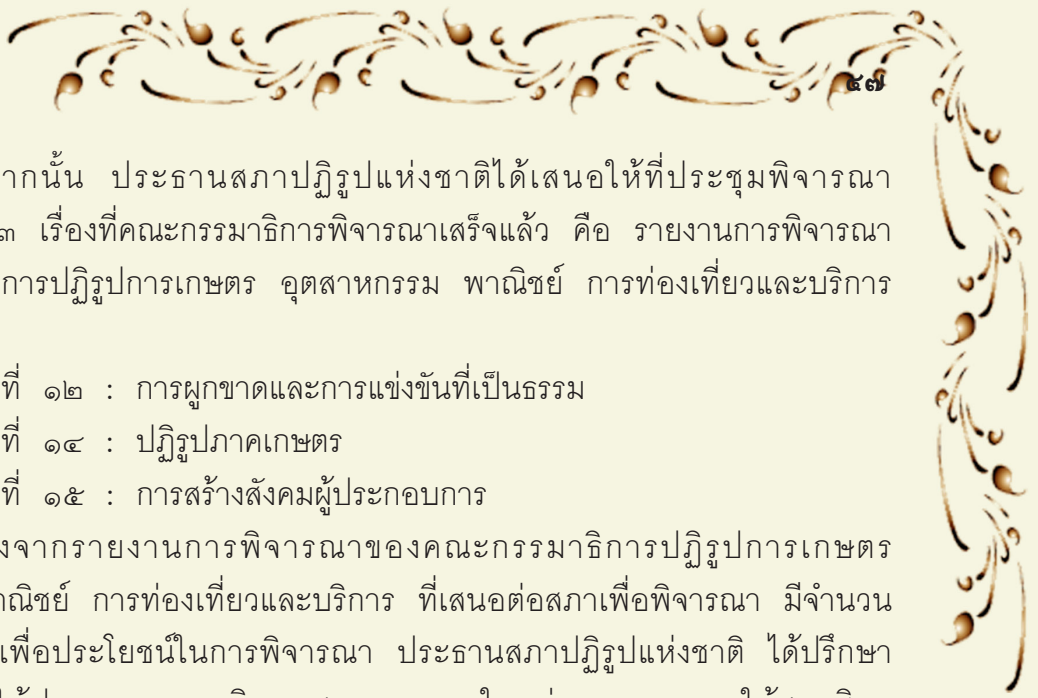 ๔๗
ากนั้น ประธานสภาปฏิรูปแห่งชาติได้เสนอให้ที่ประชุมพิจารณา
๓ เรื่องที่คณะกรรมาธิการพิจารณาเสร็จแล้ว คือ รายงานการพิจารณา
การปฏิรูปการเกษตร อุตสาหกรรม พาณิชย์ การท่องเที่ยวและบริการ
ที่ ๑๒ : การผูกขาดและการแข่งขันที่เป็นธรรม
ที่ ๑๔ : ปฏิรูปภาคเกษตร
ที่ ๑๕ : การสร้างสังคมผู้ประกอบการ
งจากรายงานการพิจารณาของคณะกรรมาธิการปฏิรูปการเกษตร
าณิชย์ การท่องเที่ยวและบริการ ที่เสนอต่อสภาเพื่อพิจารณา มีจำนวน
เพื่อประโยชน์ในการพิจารณา ประธานสภาปฏิรูปแห่งชาติ ได้ปรึกษา